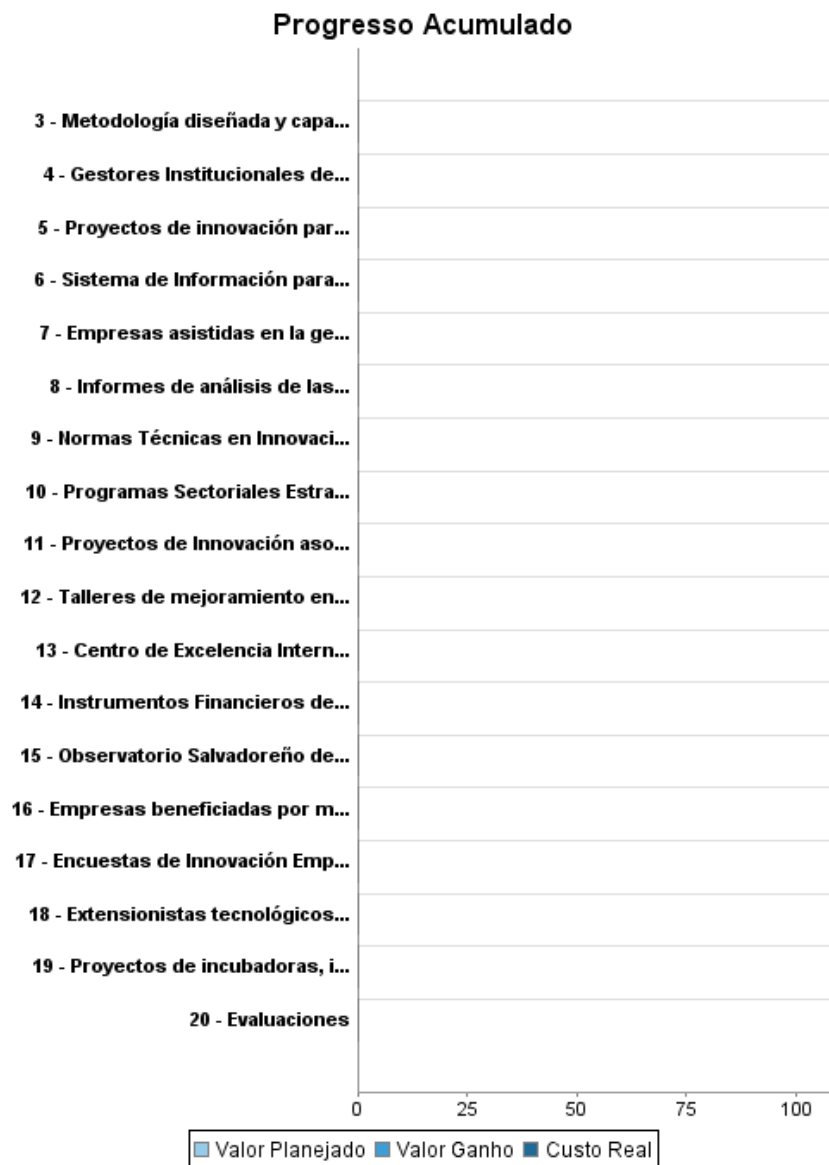 Progresso Acumulado
3 - Metodología diseñada y capa...
4 - Gestores Institucionales de...
5 - Proyectos de innovación par...
6 - Sistema de Información para...
7 - Empresas asistidas en la ge...
8 - Informes de análisis de las...
9 - Normas Técnicas en Innovaci...
10 - Programas Sectoriales Estra...
11 - Proyectos de Innovación aso...
12 - Talleres de mejoramiento en...
13 - Centro de Excelencia Intern...
14 - Instrumentos Financieros de...
15 - Observatorio Salvadoreño de...
16 - Empresas beneficiadas por m...
17 - Encuestas de Innovación Emp...
18 - Extensionistas tecnológicos...
19 - Proyectos de incubadoras, i...
20 - Evaluaciones
0 25 50 75 100
Valor Planejado Valor Ganho Custo Real